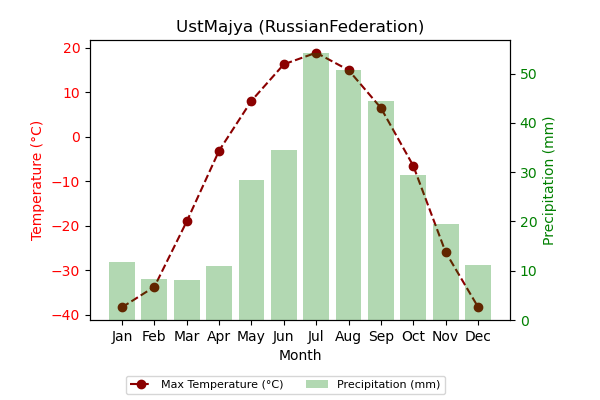 UstMajya (RussianFederation)
Temperature (°C)
20
10
0
−10
−20
−30
−40
50
40
30
20
10
0
Precipitation (mm)
Jan Feb Mar Apr May Jun Jul Aug Sep Oct Nov Dec
Month
Max Temperature (°C) Precipitation (mm)